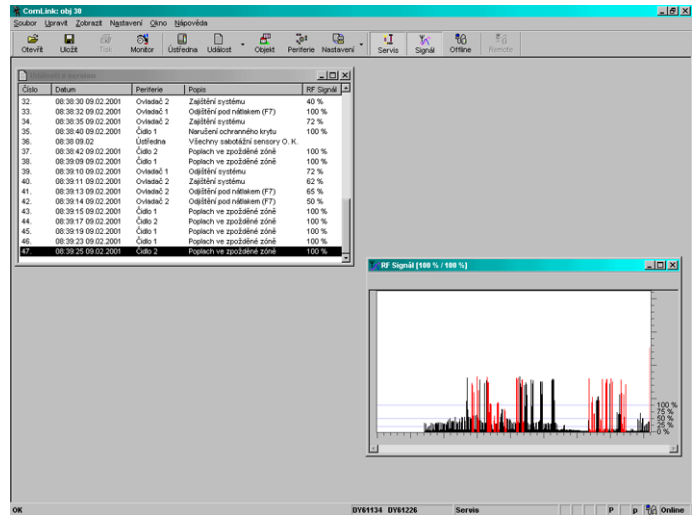 ComLink: obj 30
Soubor Upravit Zobrazit Nastavení Okno Nápověda
Otevřít Uložit Tisk Monitor Ústředna Událost Objekt Periferie Nastavení Servis Signál Offline Remote
Události v servisu
Číslo Datum Periferie Popis RF Signál
32. 08:38:30 09.02.2001 Ovladač 2 Zajištění systému 40 %
33. 08:38:32 09.02.2001 Ovladač 1 Odjištění pod nátlakem (F7) 100 %
34. 08:38:35 09.02.2001 Ovladač 2 Zajištění systému 72 %
35. 08:38:40 09.02.2001 Čidlo 1 Narušení ochranného krytu 100 %
36. 08:38 09.02 Ústředna Všechny sabotážní sensory O. K.
37. 08:38:42 09.02.2001 Čidlo 2 Poplach ve zpožděné zóně 100 %
38. 08:39:09 09.02.2001 Čidlo 1 Poplach ve zpožděné zóně 100 %
39. 08:39:10 09.02.2001 Ovladač 1 Odjištění systému 72 %
40. 08:39:11 09.02.2001 Ovladač 2 Zajištění systému 62 %
41. 08:39:13 09.02.2001 Ovladač 2 Odjištění pod nátlakem (F7) 65 %
42. 08:39:14 09.02.2001 Ovladač 2 Odjištění pod nátlakem (F7) 50 %
43. 08:39:15 09.02.2001 Čidlo 1 Poplach ve zpožděné zóně 100 %
44. 08:39:17 09.02.2001 Čidlo 2 Poplach ve zpožděné zóně 100 %
45. 08:39:19 09.02.2001 Čidlo 1 Poplach ve zpožděné zóně 100 %
46. 08:39:23 09.02.2001 Čidlo 1 Poplach ve zpožděné zóně 100 %
47. 08:39:25 09.02.2001 Čidlo 2 Poplach ve zpožděné zóně 100 %
RF Signál [100 % / 100 %]
100 %
75 %
50 %
25 %
0 %
OK DY61134 DY61226 Servis P p Online